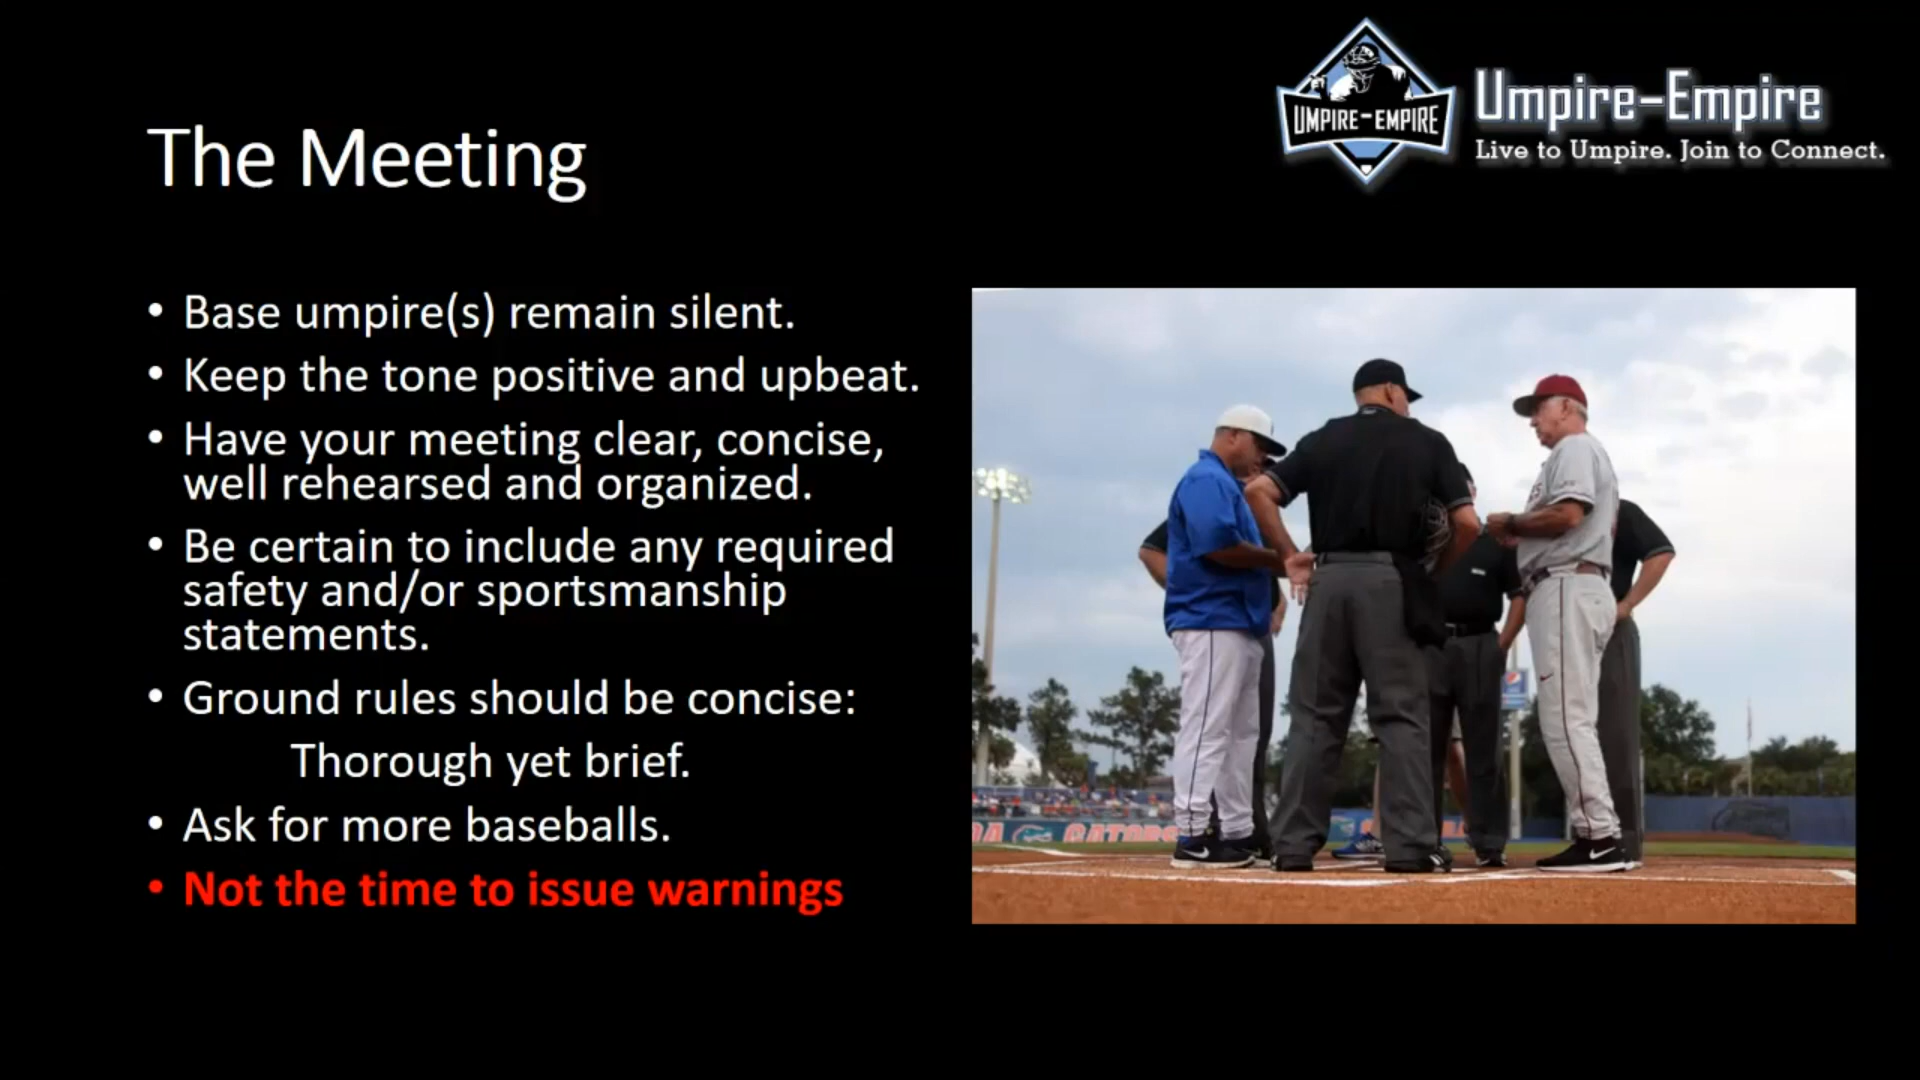 UMPIRE-EMPIRE
Umpire-Empire
Live to Umpire. Join to Connect.
The Meeting
• Base umpire(s) remain silent.
• Keep the tone positive and upbeat.
• Have your meeting clear, concise,
well rehearsed and organized.
• Be certain to include any required
safety and/or sportsmanship
statements.
• Ground rules should be concise:
Thorough yet brief.
• Ask for more baseballs.
• Not the time to issue warnings
GATORS